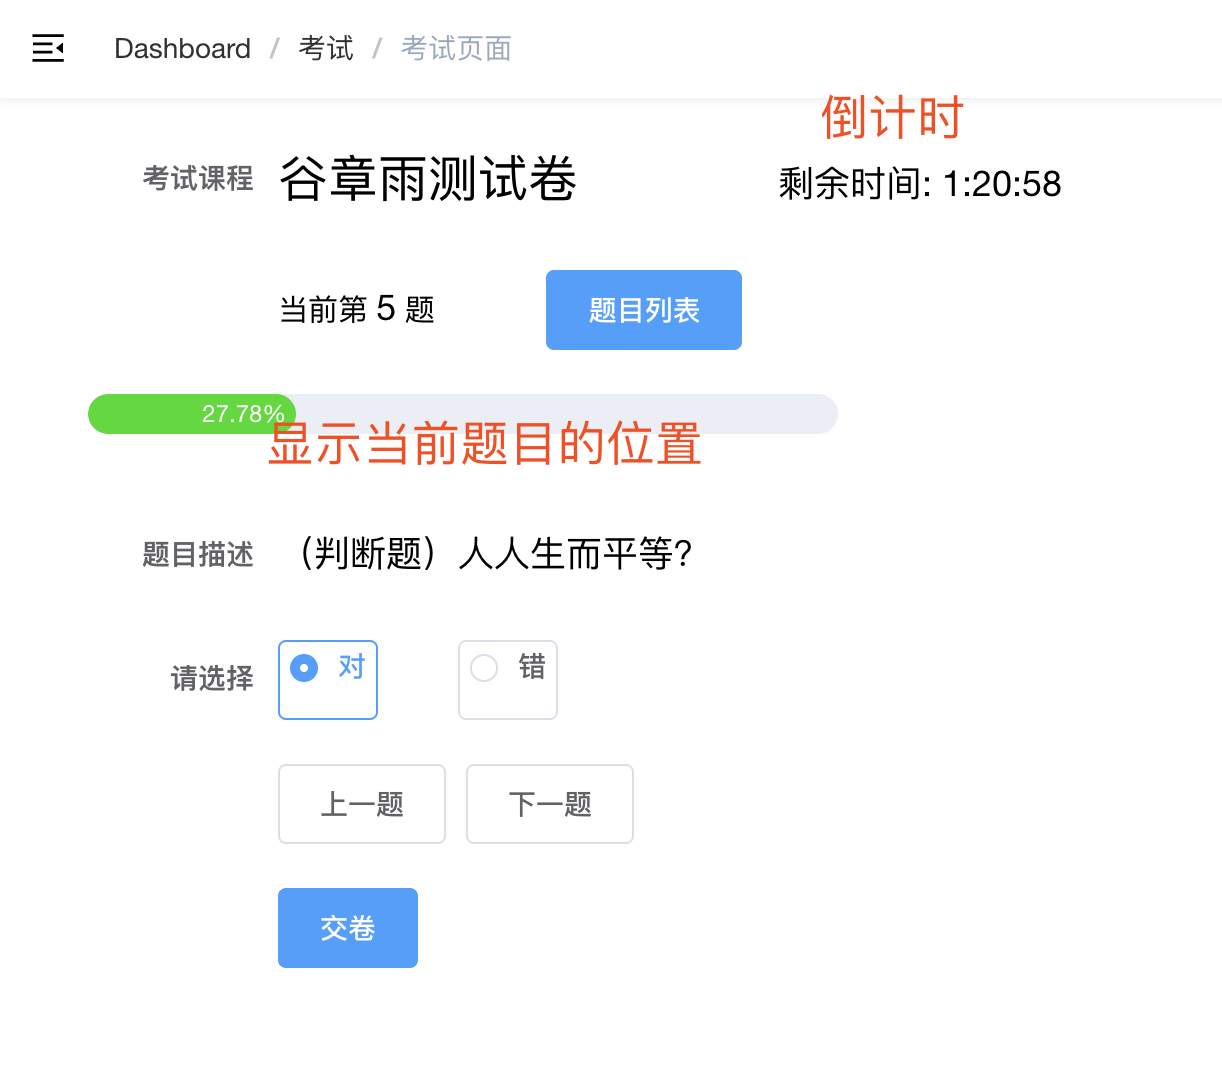 Dashboard / 考试 / 考试页面
倒计时
考试课程 谷章雨测试卷 剩余时间: 1:20:58
当前第 5 题 题目列表
27.78%
显示当前题目的位置
题目描述 （判断题）人人生而平等?
请选择 对 错
上一题 下一题
交卷